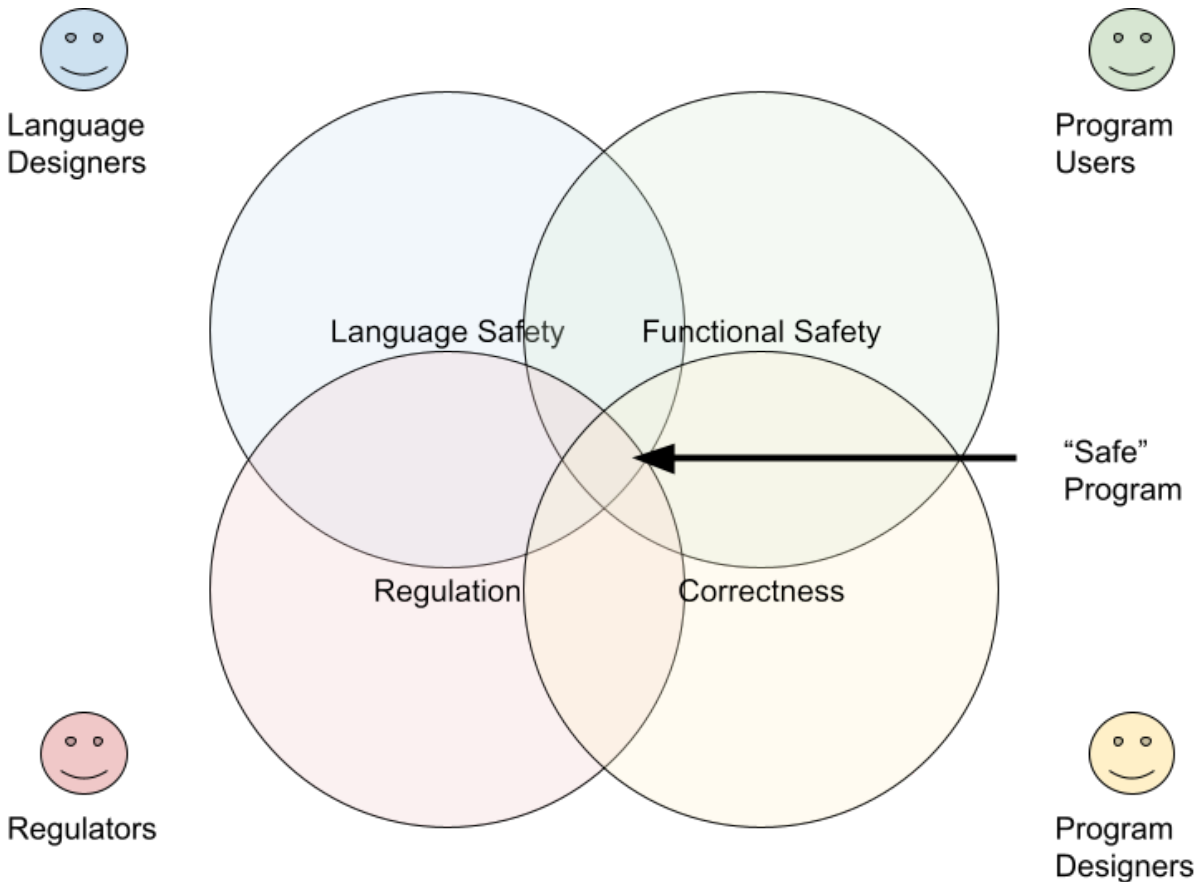 Language
Designers
Program
Users
Language Safety
Functional Safety
“Safe”
Program
Regulation
Correctness
Regulators
Program
Designers